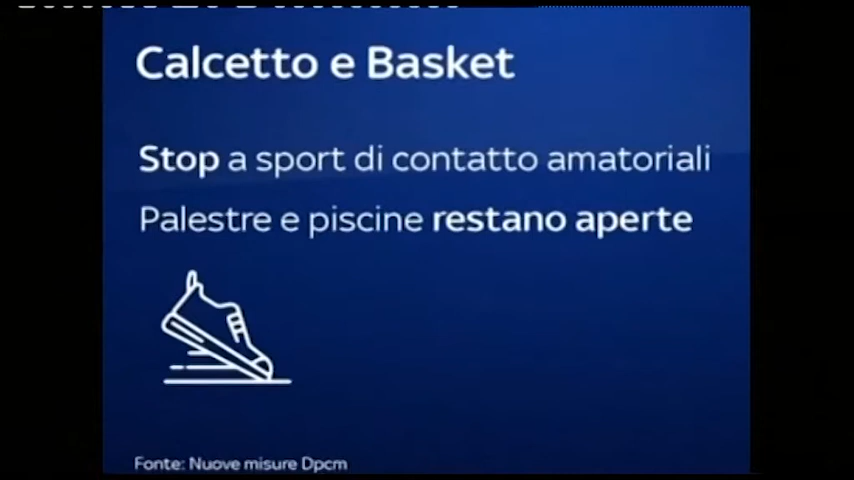 Calcetto e Basket
Stop a sport di contatto amatoriali
Palestre e piscine restano aperte
Fonte: Nuove misure Dpcm